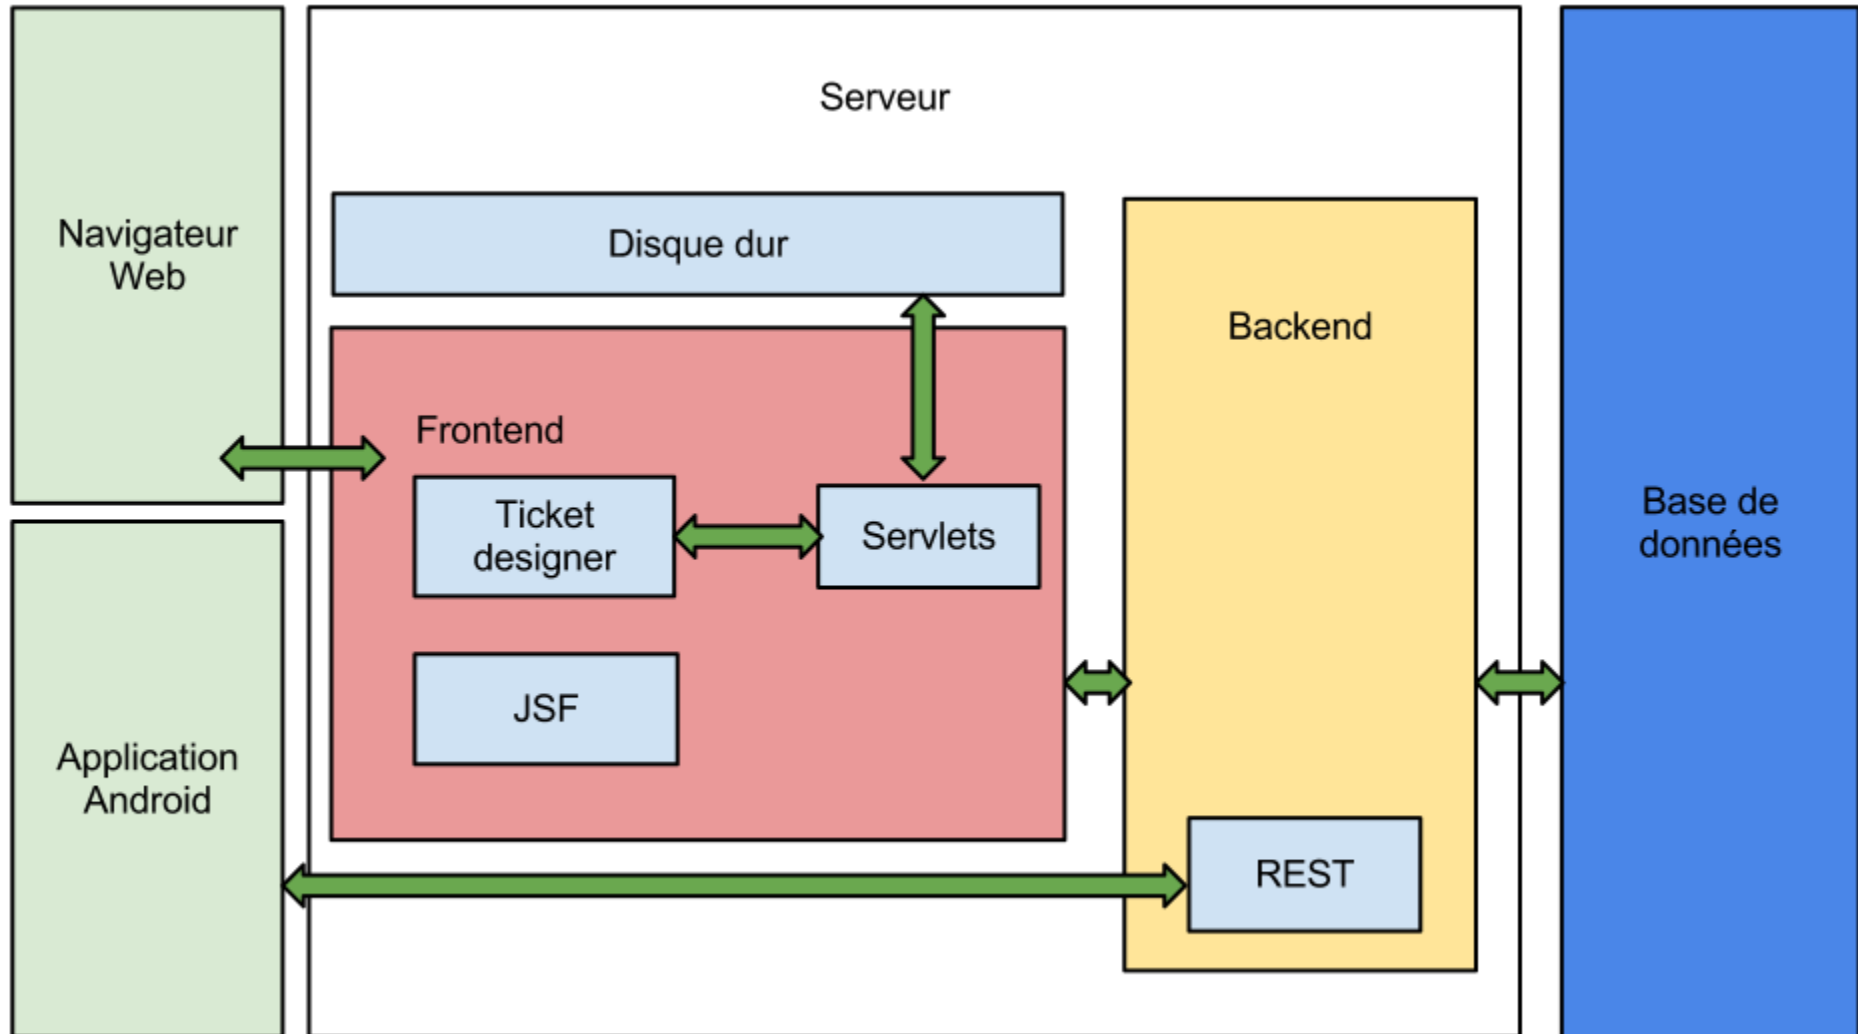 Serveur
Navigateur
Web
Disque dur
Backend
Frontend
Ticket
designer
Servlets
Base de
données
JSF
Application
Android
REST